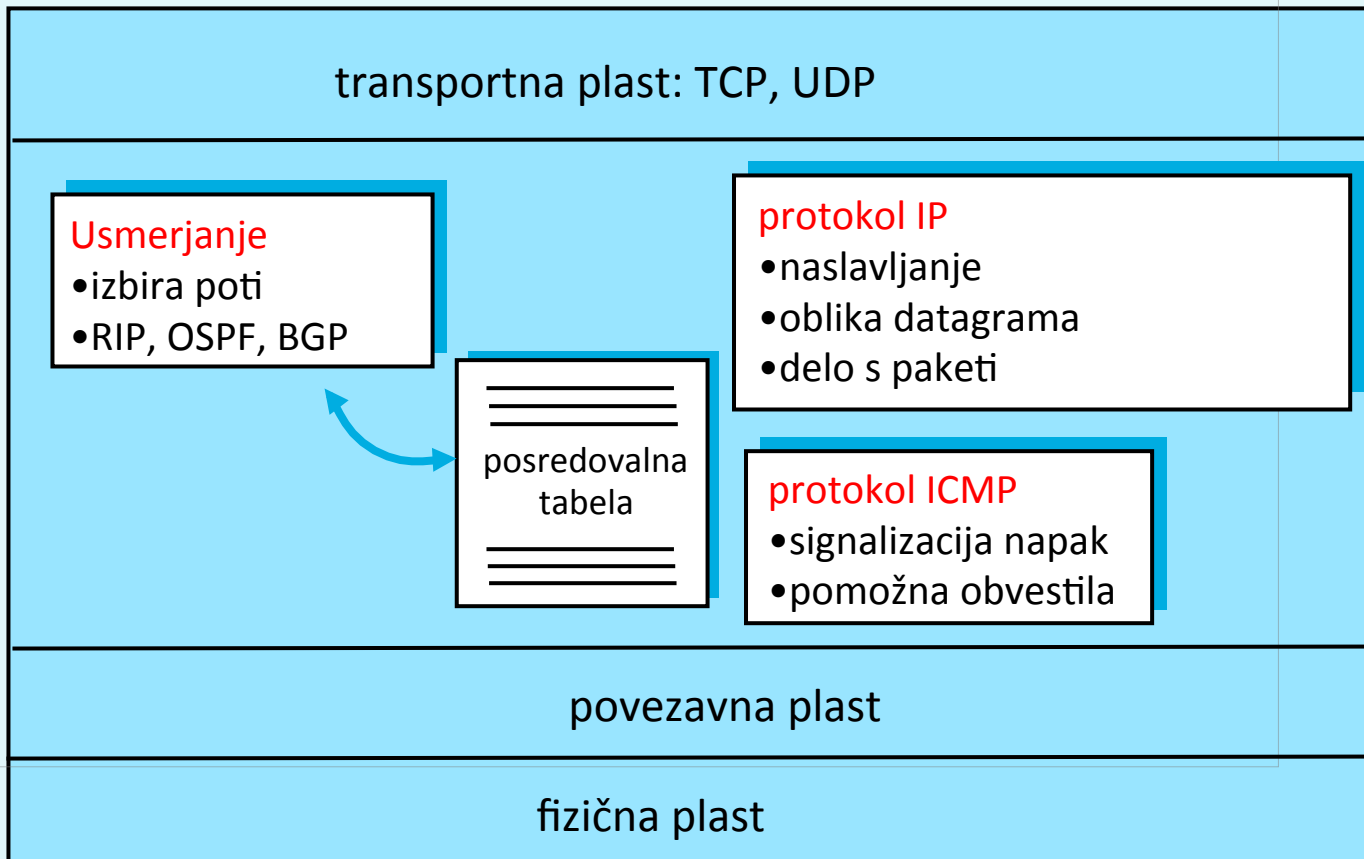 transportna plast: TCP, UDP
Usmerjanje
•izbira poti
•RIP, OSPF, BGP
protokol IP
•naslavljanje
•oblika datagrama
•delo s paketi
posredovalna
tabela
protokol ICMP
•signalizacija napak
•pomožna obvestila
povezavna plast
fizična plast